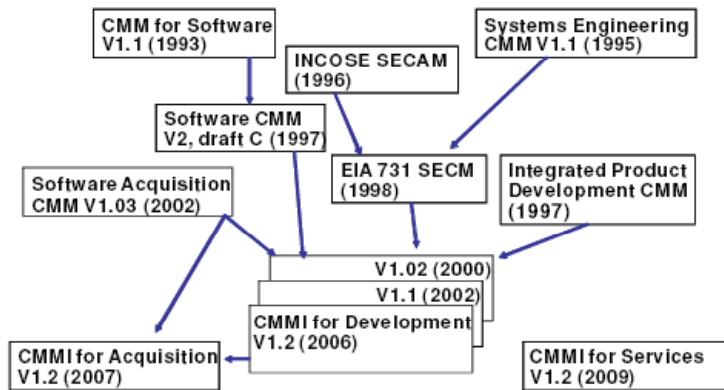 CMM for Software
V1.1 (1993)
Systems Engineering
CMM V1.1 (1995)
INCOSE SECAM
(1996)
Software CMM
V2, draft C (1997)
EIA 731 SECM
(1998)
Integrated Product
Development CMM
(1997)
Software Acquisition
CMM V1.03 (2002)
V1.02 (2000)
V1.1 (2002)
CMMI for Development
V1.2 (2006)
CMMI for Acquisition
V1.2 (2007)
CMMI for Services
V1.2 (2009)